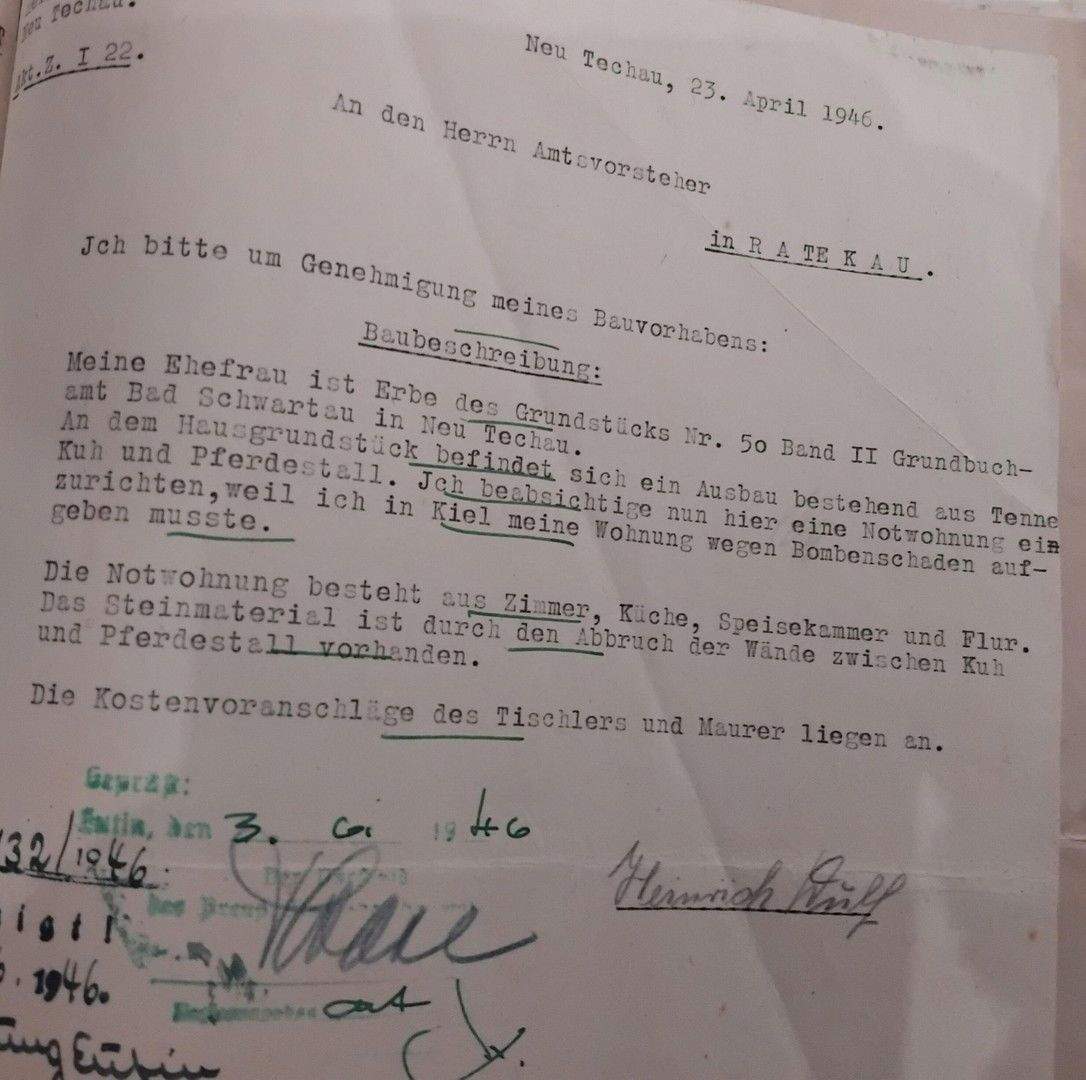 Neu Techau.
Akt.Z. I 22.
Neu Techau, 23. April 1946.
An den Herrn Amtsvorsteher
in R A T E K A U .
Jch bitte um Genehmigung meines Bauvorhabens:
Baubeschreibung:
Meine Ehefrau ist Erbe des Grundstücks Nr. 5o Band II Grundbuch-
amt Bad Schwartau in Neu Techau.
An dem Hausgrundstück befindet sich ein Ausbau bestehend aus Tenne
Kuh und Pferdestall. Jch beabsichtige nun hier eine Notwohnung ein
zurichten, weil ich in Kiel meine Wohnung wegen Bombenschaden auf-
geben musste.
Die Notwohnung besteht aus Zimmer, Küche, Speisekammer und Flur.
Das Steinmaterial ist durch den Abbruch der Wände zwischen Kuh
und Pferdestall vorhanden.
Die Kostenvoranschläge des Tischlers und Maurer liegen an.
Geprüft:
Eutin, den 3. 6. 1946
32/1946.
Heinrich Wulf
. 1946.
Eutin